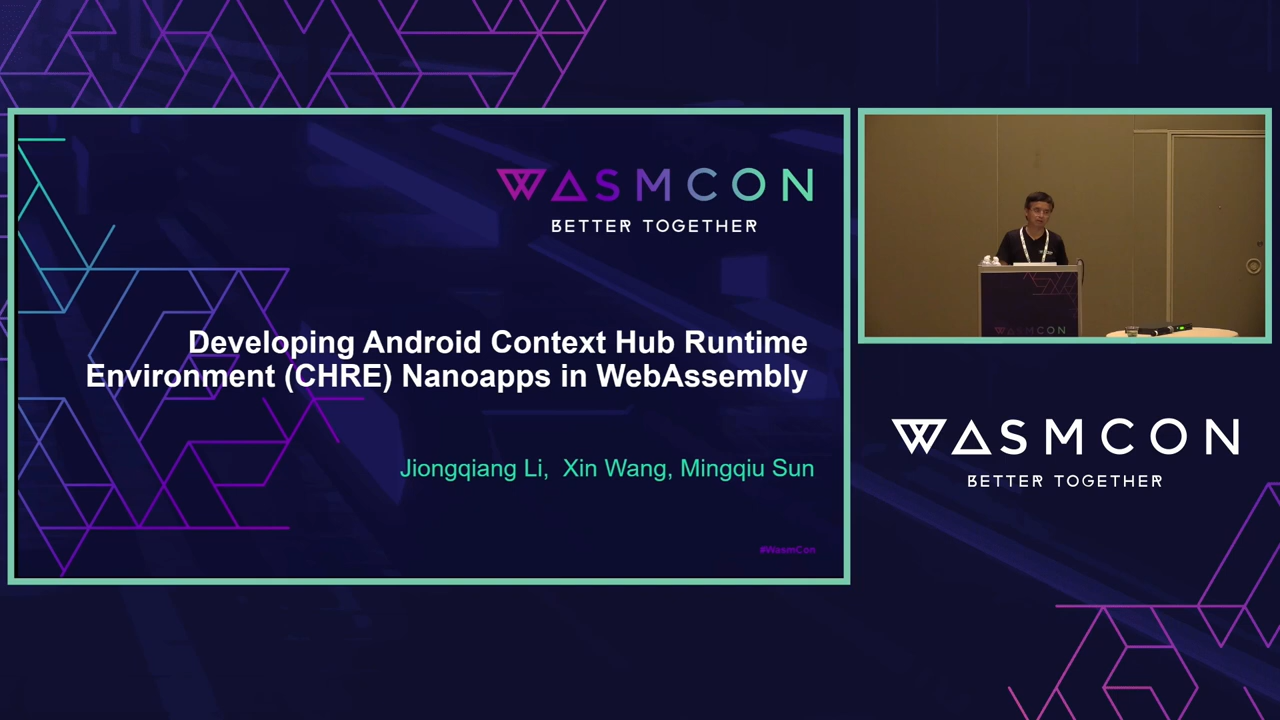 WASMCON
BETTER TOGETHER
Developing Android Context Hub Runtime
Environment (CHRE) Nanoapps in WebAssembly
Jiongqiang Li,  Xin Wang, Mingqiu Sun
#WasmCon
WASMCON
WASMCON
BETTER TOGETHER